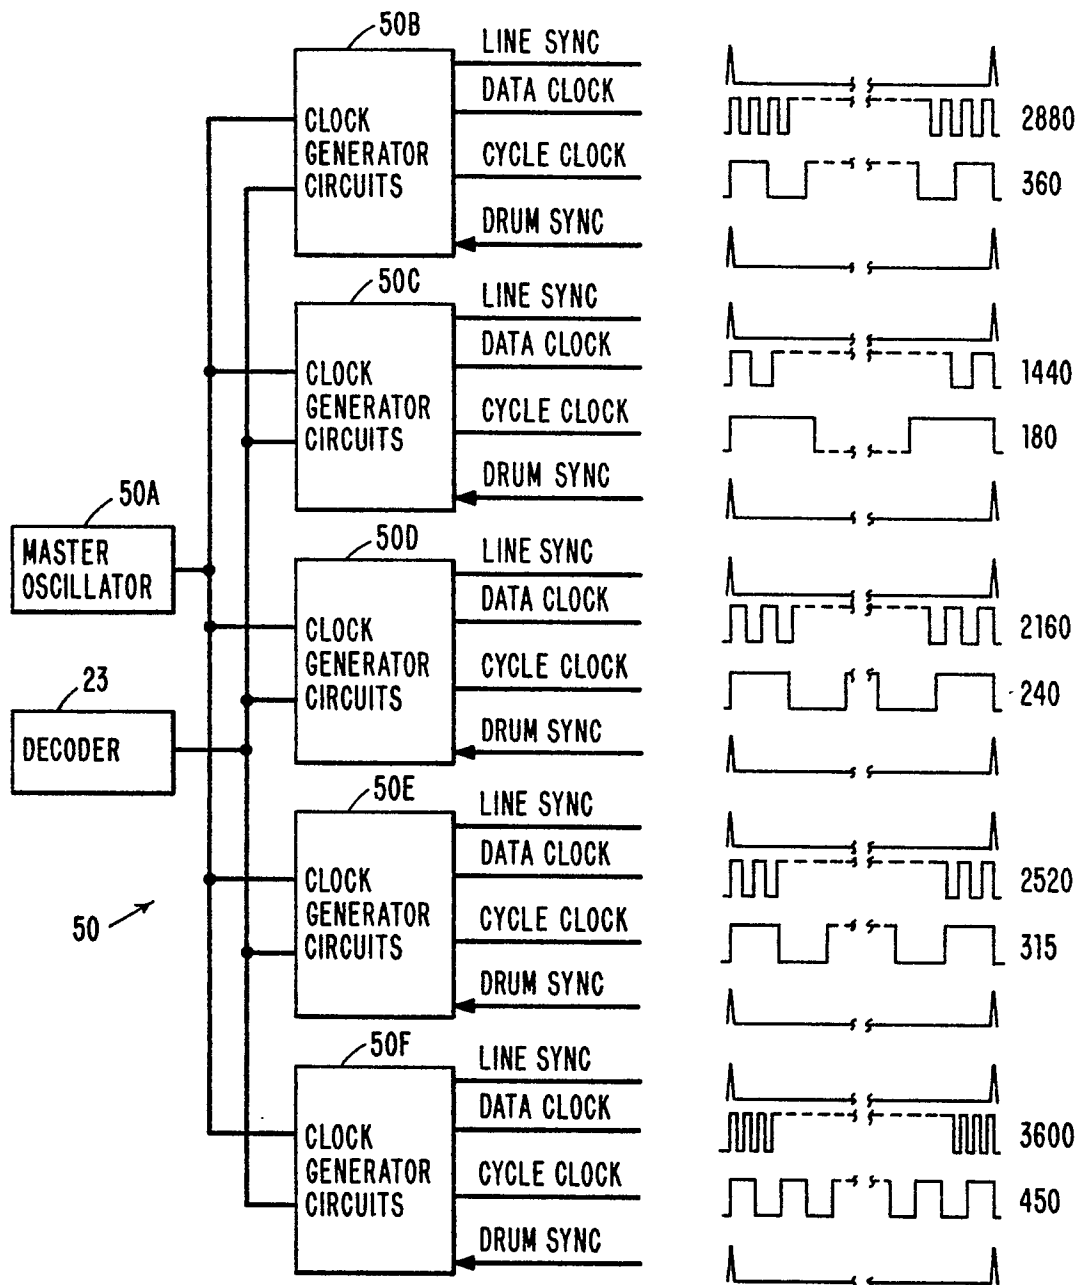 50B
LINE SYNC
DATA CLOCK
2880
CLOCK
GENERATOR
CIRCUITS
CYCLE CLOCK
360
DRUM SYNC
50C
LINE SYNC
DATA CLOCK
1440
CLOCK
GENERATOR
CIRCUITS
CYCLE CLOCK
180
DRUM SYNC
50A
MASTER
OSCILLATOR
50D
LINE SYNC
DATA CLOCK
2160
CLOCK
GENERATOR
CIRCUITS
CYCLE CLOCK
240
DRUM SYNC
23
DECODER
50E
LINE SYNC
DATA CLOCK
2520
CLOCK
GENERATOR
CIRCUITS
CYCLE CLOCK
315
DRUM SYNC
50
50F
LINE SYNC
DATA CLOCK
3600
CLOCK
GENERATOR
CIRCUITS
CYCLE CLOCK
450
DRUM SYNC